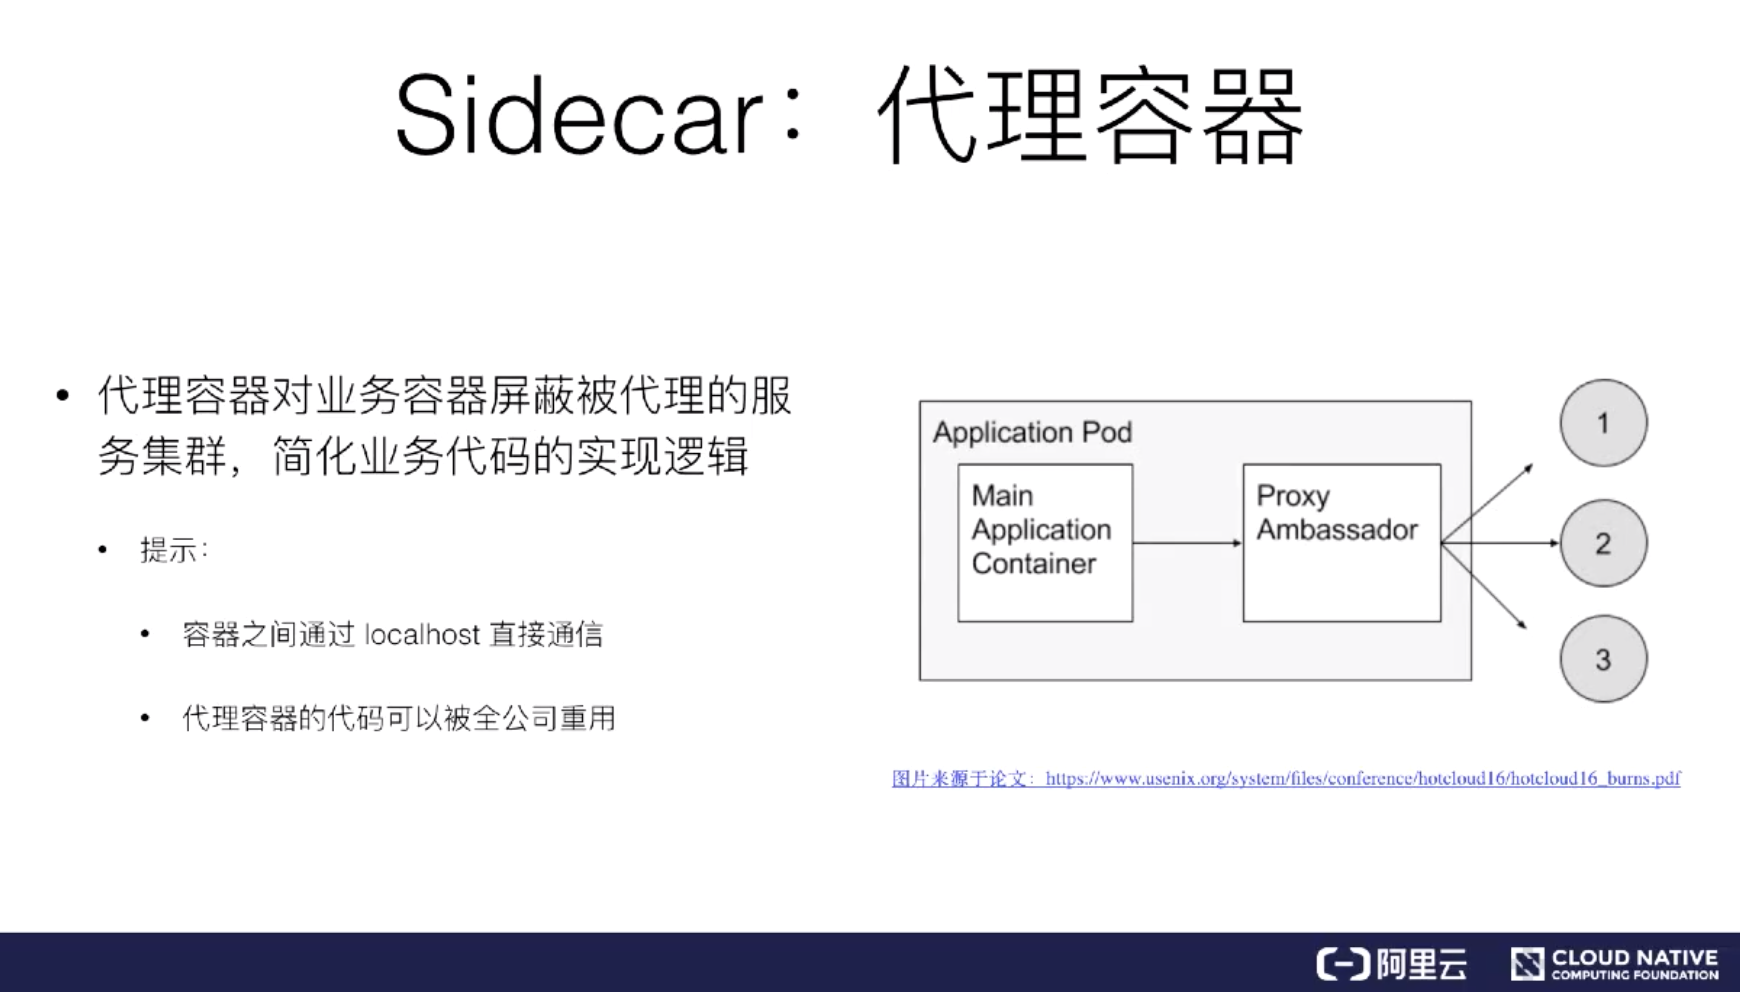 Sidecar：代理容器
• 代理容器对业务容器屏蔽被代理的服
务集群，简化业务代码的实现逻辑
• 提示：
• 容器之间通过 localhost 直接通信
• 代理容器的代码可以被全公司重用
Application Pod
Main
Application
Container
Proxy
Ambassador
1
2
3
图片来源于论文：https://www.usenix.org/system/files/conference/hotcloud16/hotcloud16_burns.pdf
阿里云
CLOUD NATIVE
COMPUTING FOUNDATION